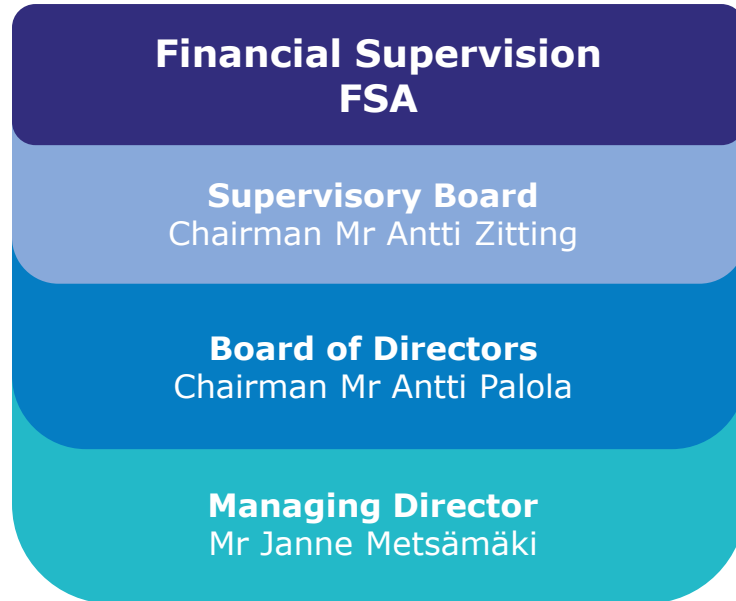 Financial Supervision
FSA
Supervisory Board
Chairman Mr Antti Zitting
Board of Directors
Chairman Mr Antti Palola
Managing Director
Mr Janne Metsämäki